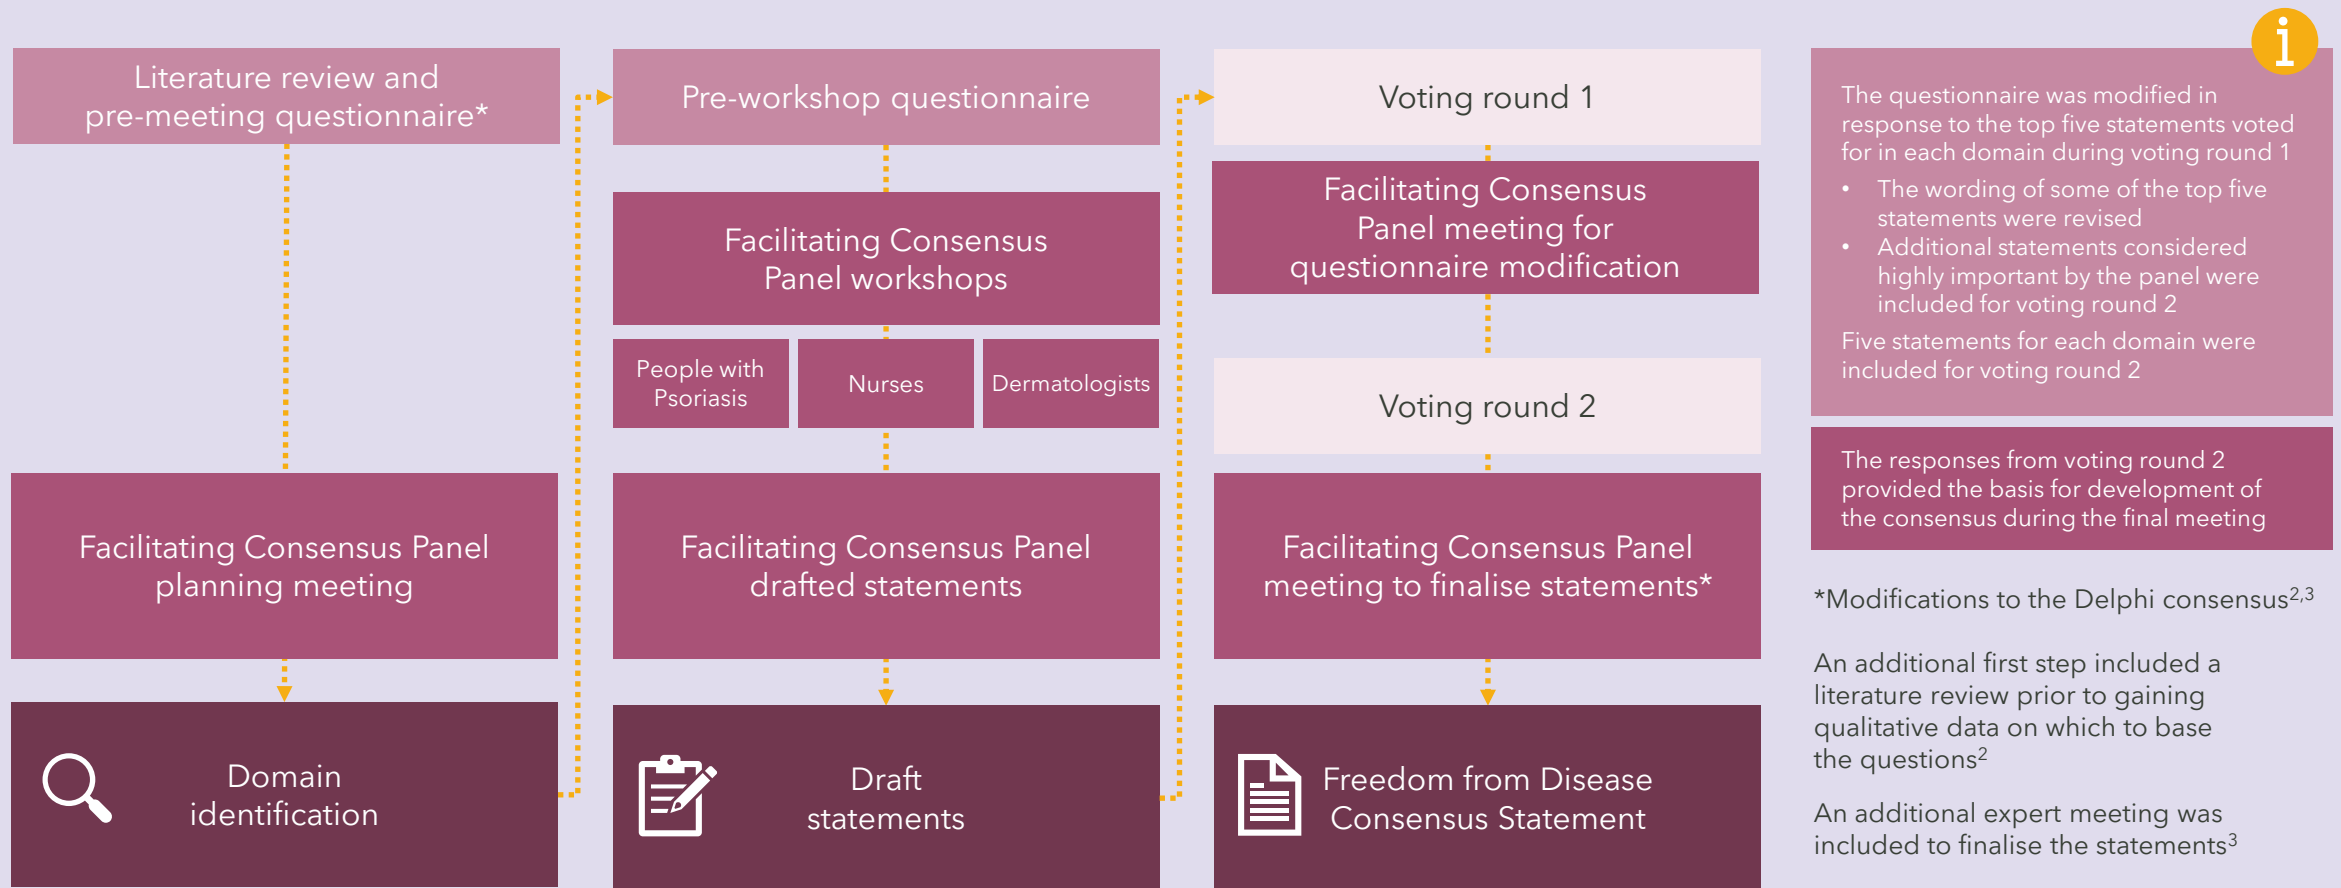 Literature review and
pre-meeting questionnaire*
Facilitating Consensus Panel
planning meeting
Domain
identification
Pre-workshop questionnaire
Facilitating Consensus
Panel workshops
People with
Psoriasis
Nurses
Dermatologists
Facilitating Consensus Panel
drafted statements
Draft
statements
Voting round 1
Facilitating Consensus
Panel meeting for
questionnaire modification
Voting round 2
Facilitating Consensus Panel
meeting to finalise statements*
Freedom from Disease
Consensus Statement
i
The questionnaire was modified in
response to the top five statements voted
for in each domain during voting round 1
• The wording of some of the top five
statements were revised
• Additional statements considered
highly important by the panel were
included for voting round 2
Five statements for each domain were
included for voting round 2
The responses from voting round 2
provided the basis for development of
the consensus during the final meeting
*Modifications to the Delphi consensus2,3
An additional first step included a
literature review prior to gaining
qualitative data on which to base
the questions2
An additional expert meeting was
included to finalise the statements3